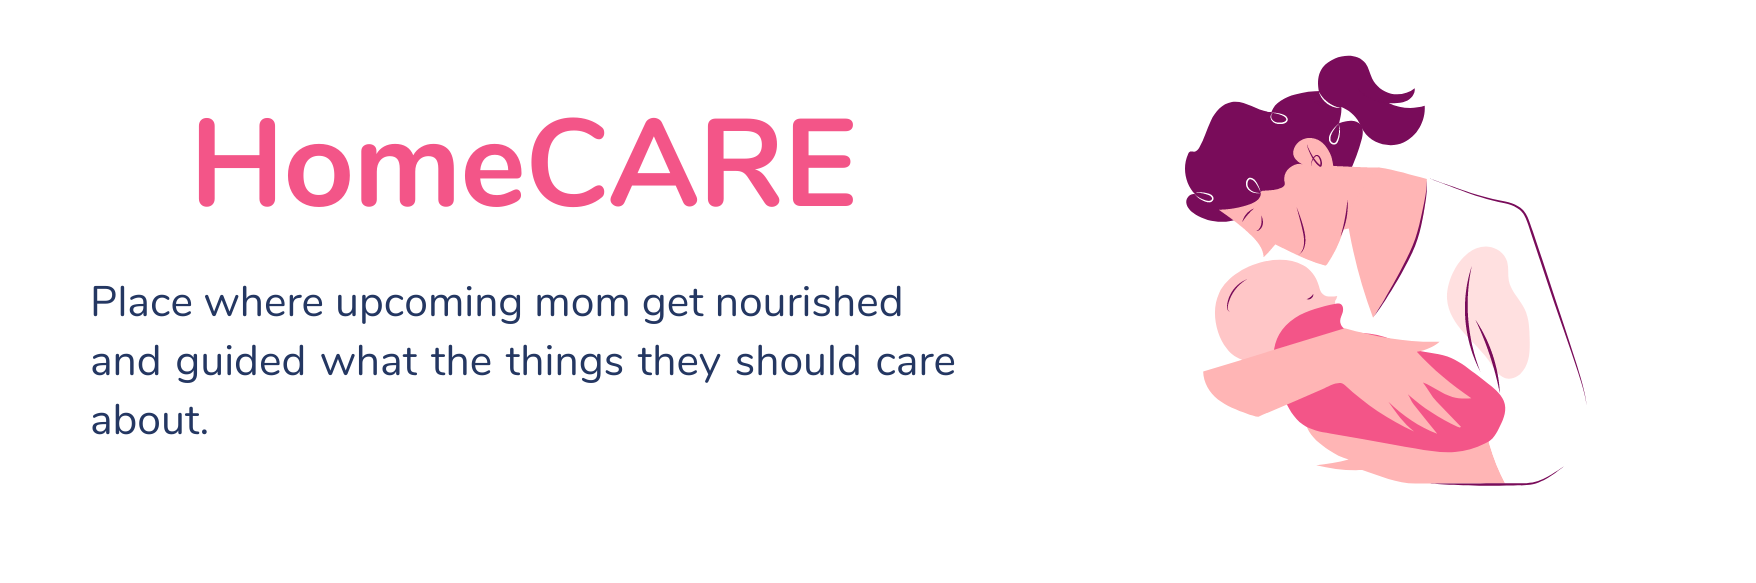 HomeCARE
Place where upcoming mom get nourished
and guided what the things they should care
about.